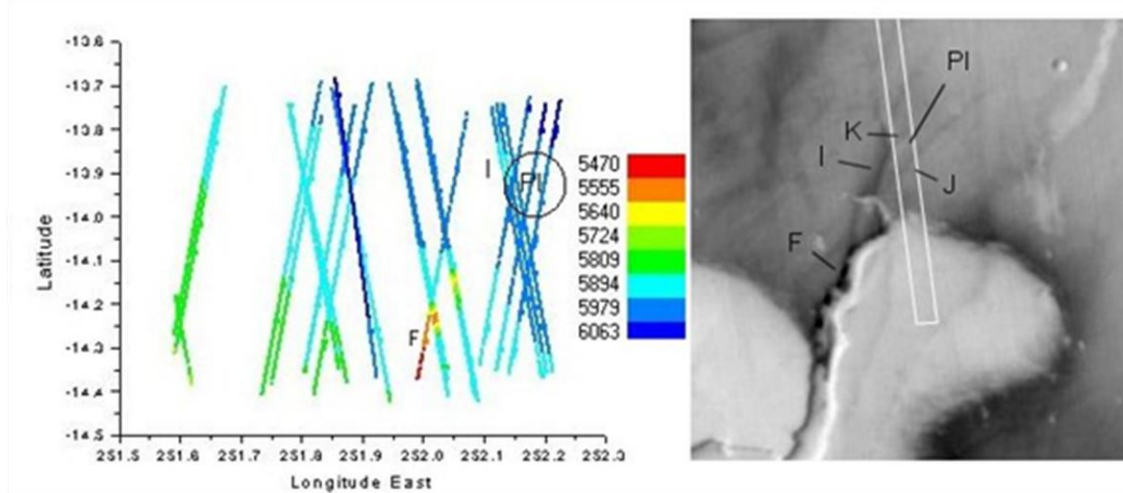 -13.6
-13.7
-13.8
-13.9
-14.0
-14.1
-14.2
-14.3
-14.4
-14.5
Latitude
251.5 251.6 251.7 251.8 251.9 252.0 252.1 252.2 252.3
Longitude East
J
I
PI
F
5470
5555
5640
5724
5809
5894
5979
6063
PI
K
I
J
F